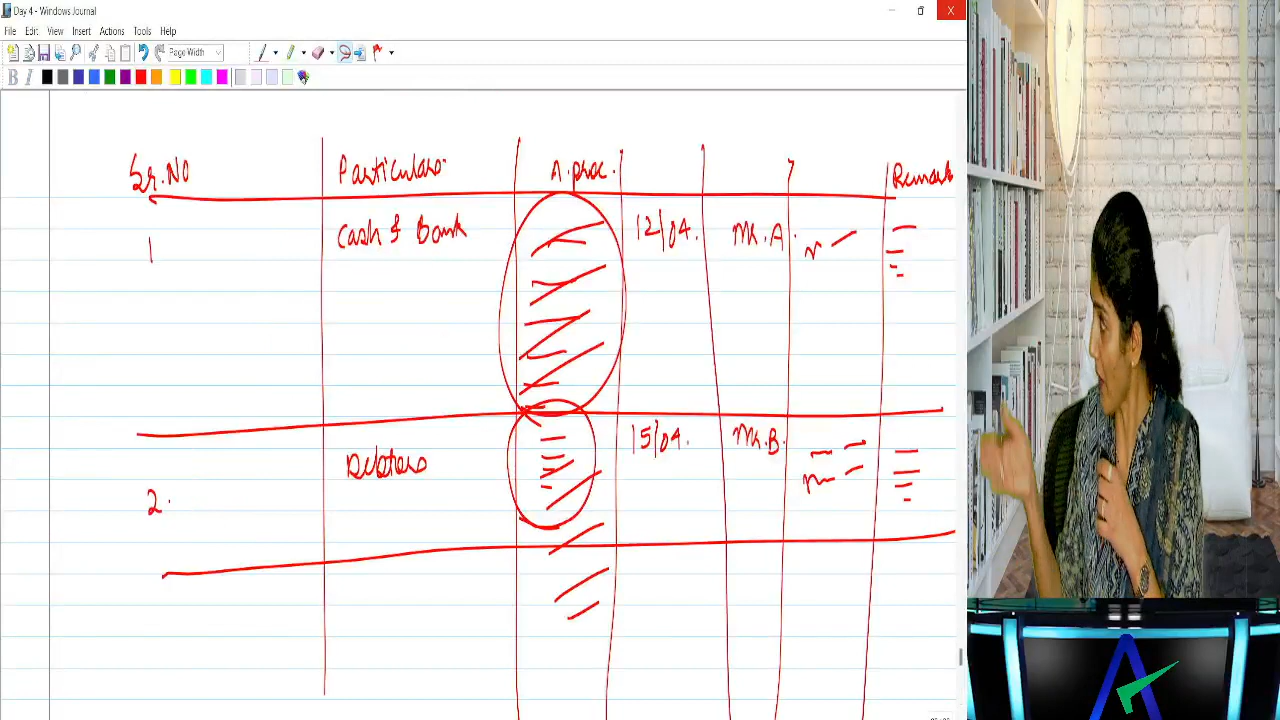 Day 4 - Windows Journal
File Edit View Insert Actions Tools Help
Page Width
B I
Sr.No Particulars A.proc. Remark
1 Cash & Bank 12/04. Mr.A.
2. Debtors 15/04. Mr.B.